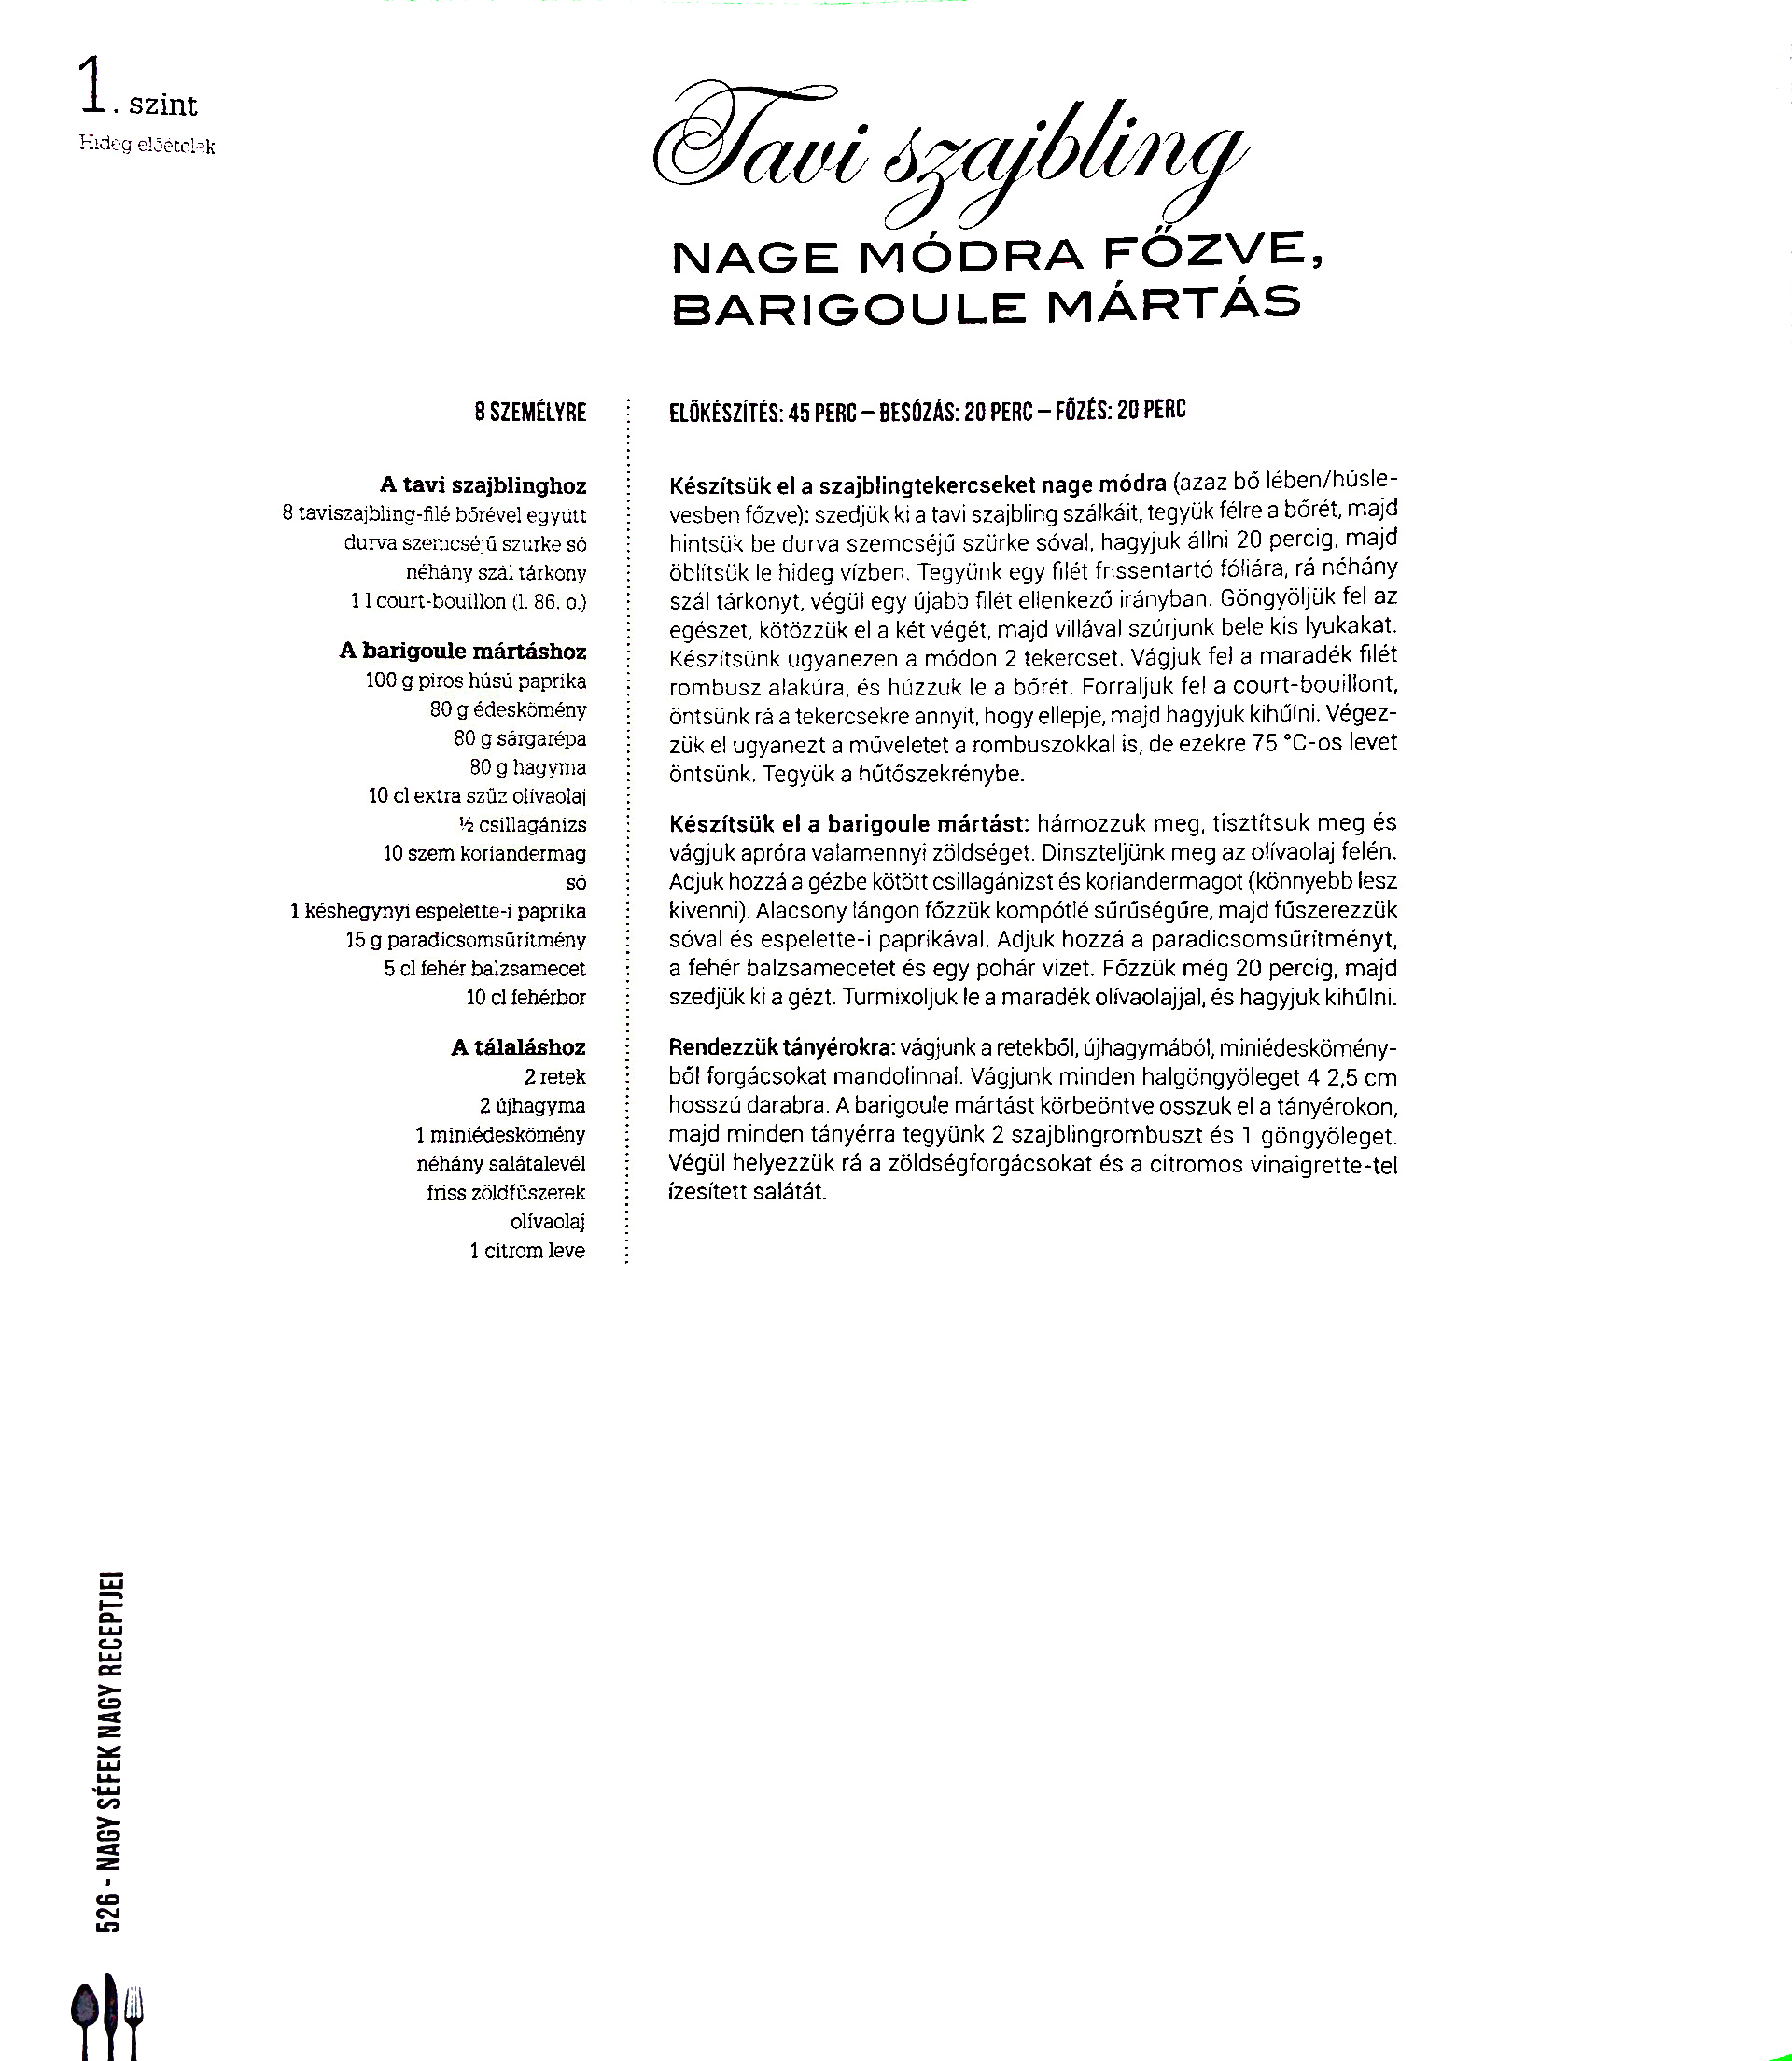 1. szint
Hideg előételek
Tavi szajbling
NAGE MÓDRA FŐZVE,
BARIGOULE MÁRTÁS
8 SZEMÉLYRE
A tavi szajblinghoz
8 taviszajbling-filé bőrével együtt
durva szemcséjű szürke só
néhány szál tárkony
1 l court-bouillon (l. 86. o.)
A barigoule mártáshoz
100 g piros húsú paprika
80 g édeskömény
80 g sárgarépa
80 g hagyma
10 cl extra szűz olívaolaj
½ csillagánizs
10 szem koriandermag
só
1 késhegynyi espelette-i paprika
15 g paradicsomsűrítmény
5 cl fehér balzsamecet
10 cl fehérbor
A tálaláshoz
2 retek
2 újhagyma
1 miniédeskömény
néhány salátalevél
friss zöldfűszerek
olívaolaj
1 citrom leve
ELŐKÉSZÍTÉS: 45 PERC – BESÓZÁS: 20 PERC – FŐZÉS: 20 PERC
Készítsük el a szajblingtekercseket nage módra (azaz bő lében/húsle-
vesben főzve): szedjük ki a tavi szajbling szálkáit, tegyük félre a bőrét, majd
hintsük be durva szemcséjű szürke sóval, hagyjuk állni 20 percig, majd
öblítsük le hideg vízben. Tegyünk egy filét frissentartó fóliára, rá néhány
szál tárkonyt, végül egy újabb filét ellenkező irányban. Göngyöljük fel az
egészet, kötözzük el a két végét, majd villával szúrjunk bele kis lyukakat.
Készítsünk ugyanezen a módon 2 tekercset. Vágjuk fel a maradék filét
rombusz alakúra, és húzzuk le a bőrét. Forraljuk fel a court-bouillont,
öntsünk rá a tekercsekre annyit, hogy ellepje, majd hagyjuk kihűlni. Végez-
zük el ugyanezt a műveletet a rombuszokkal is, de ezekre 75 °C-os levet
öntsünk. Tegyük a hűtőszekrénybe.
Készítsük el a barigoule mártást: hámozzuk meg, tisztítsuk meg és
vágjuk apróra valamennyi zöldséget. Dinszteljünk meg az olívaolaj felén.
Adjuk hozzá a gézbe kötött csillagánizst és koriandermagot (könnyebb lesz
kivenni). Alacsony lángon főzzük kompótlé sűrűségűre, majd fűszerezzük
sóval és espelette-i paprikával. Adjuk hozzá a paradicsomsűrítményt,
a fehér balzsamecetet és egy pohár vizet. Főzzük még 20 percig, majd
szedjük ki a gézt. Turmixoljuk le a maradék olívaolajjal, és hagyjuk kihűlni.
Rendezzük tányérokra: vágjunk a retekből, újhagymából, miniédeskömény-
ből forgácsokat mandolinnal. Vágjunk minden halgöngyöleget 4 2,5 cm
hosszú darabra. A barigoule mártást körbeöntve osszuk el a tányérokon,
majd minden tányérra tegyünk 2 szajblingrombuszt és 1 göngyöleget.
Végül helyezzük rá a zöldségforgácsokat és a citromos vinaigrette-tel
ízesített salátát.
526 - NAGY SÉFEK NAGY RECEPTJEI